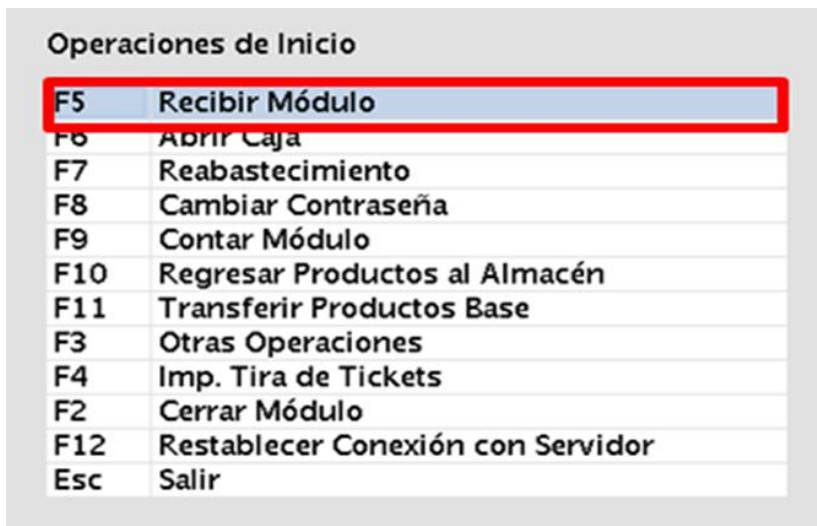 Operaciones de Inicio
F5 Recibir Módulo
F6 Abrir Caja
F7 Reabastecimiento
F8 Cambiar Contraseña
F9 Contar Módulo
F10 Regresar Productos al Almacén
F11 Transferir Productos Base
F3 Otras Operaciones
F4 Imp. Tira de Tickets
F2 Cerrar Módulo
F12 Restablecer Conexión con Servidor
Esc Salir